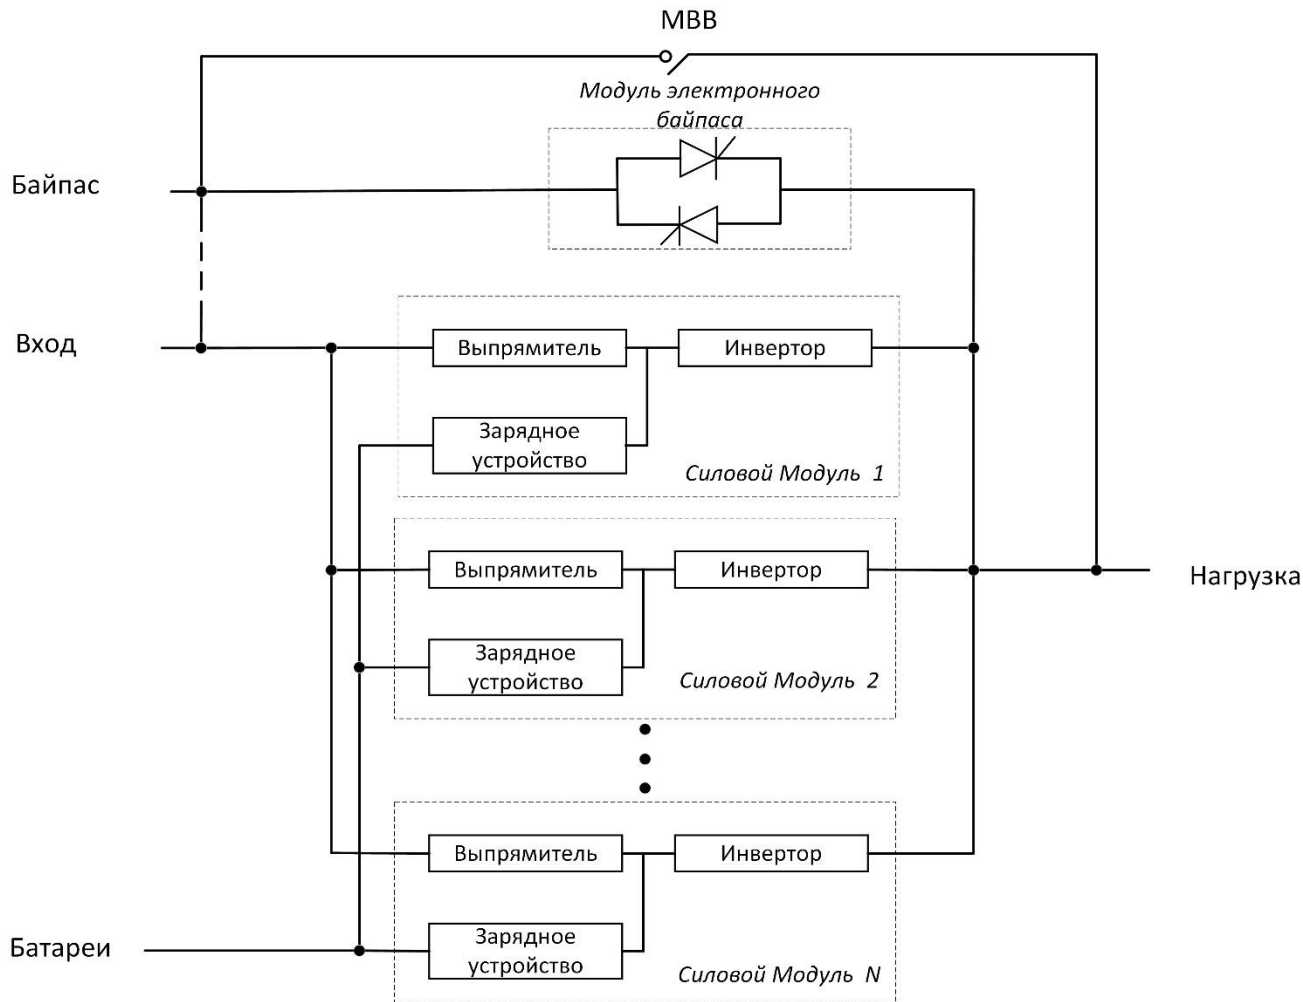 МВВ
Модуль электронного
байпаса
Байпас
Вход
Выпрямитель
Инвертор
Зарядное
устройство
Силовой Модуль 1
Выпрямитель
Инвертор
Нагрузка
Зарядное
устройство
Силовой Модуль 2
Выпрямитель
Инвертор
Батареи
Зарядное
устройство
Силовой Модуль N